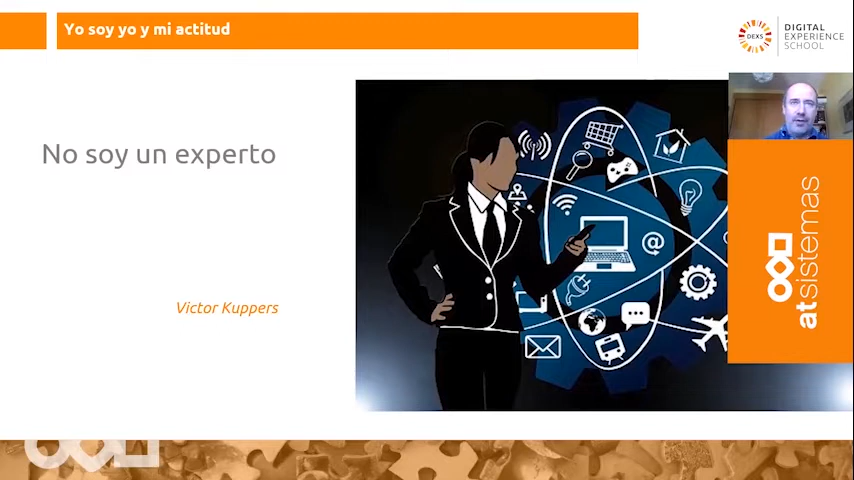 Yo soy yo y mi actitud
DEXS
DIGITAL
EXPERIENCE
SCHOOL
No soy un experto
@
Victor Kuppers
atsistemas